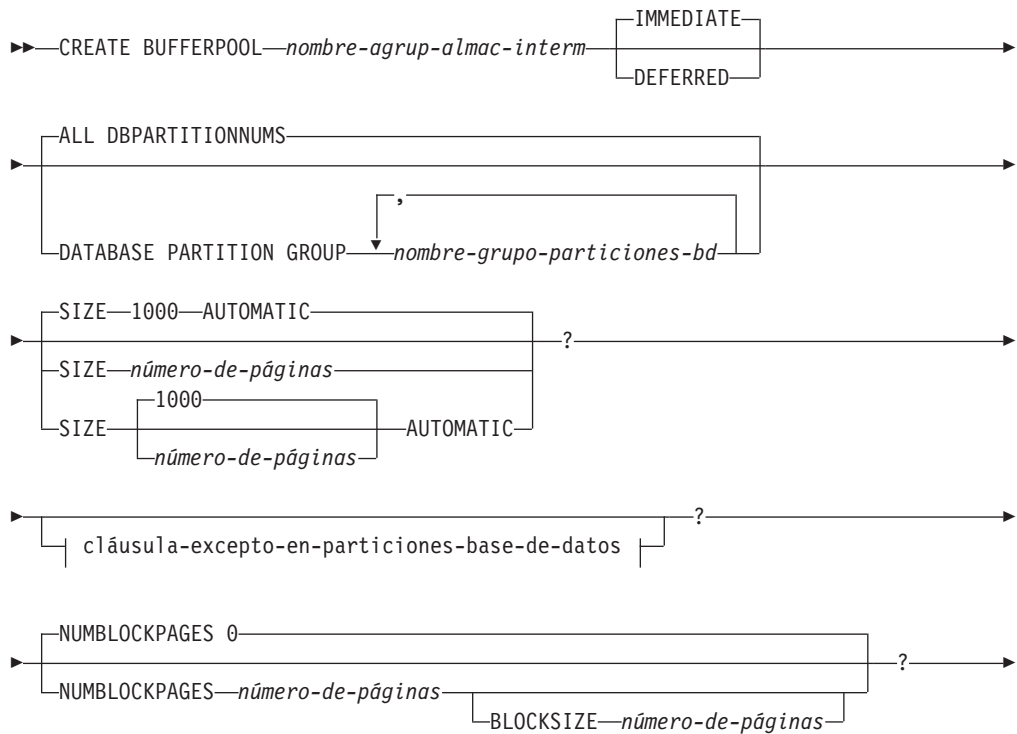 IMMEDIATE
CREATE BUFFERPOOL nombre-agrup-almac-interm
DEFERRED
ALL DBPARTITIONNUMS
,
DATABASE PARTITION GROUP nombre-grupo-particiones-bd
SIZE 1000 AUTOMATIC
?
SIZE número-de-páginas
1000
SIZE AUTOMATIC
número-de-páginas
?
cláusula-excepto-en-particiones-base-de-datos
NUMBLOCKPAGES 0
?
NUMBLOCKPAGES número-de-páginas
BLOCKSIZE número-de-páginas